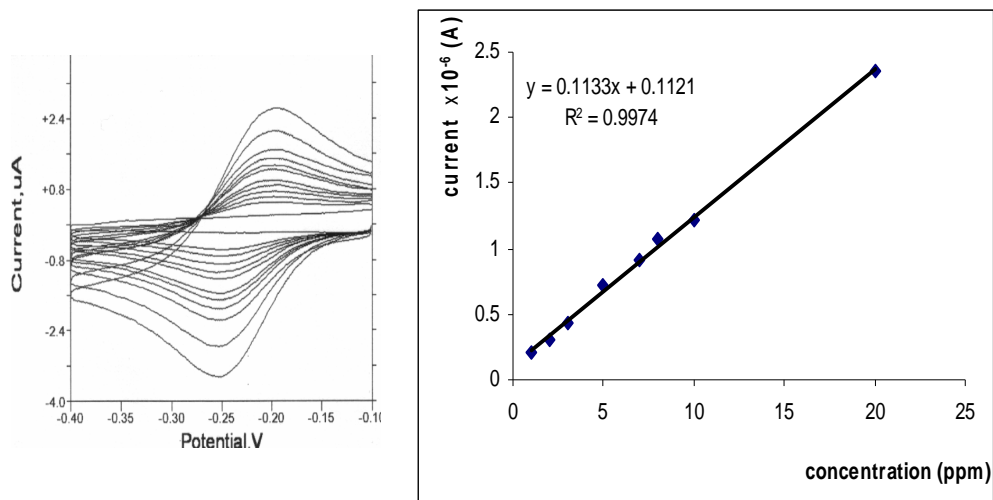 Current,uA
+2.4
+0.8
-0.8
-2.4
-4.0
-0.40 -0.35 -0.30 -0.25 -0.20 -0.15 -0.10
Potential,V
current x10⁻⁶ (A)
y = 0.1133x + 0.1121
R² = 0.9974
2.5
2
1.5
1
0.5
0
0 5 10 15 20 25
concentration (ppm)